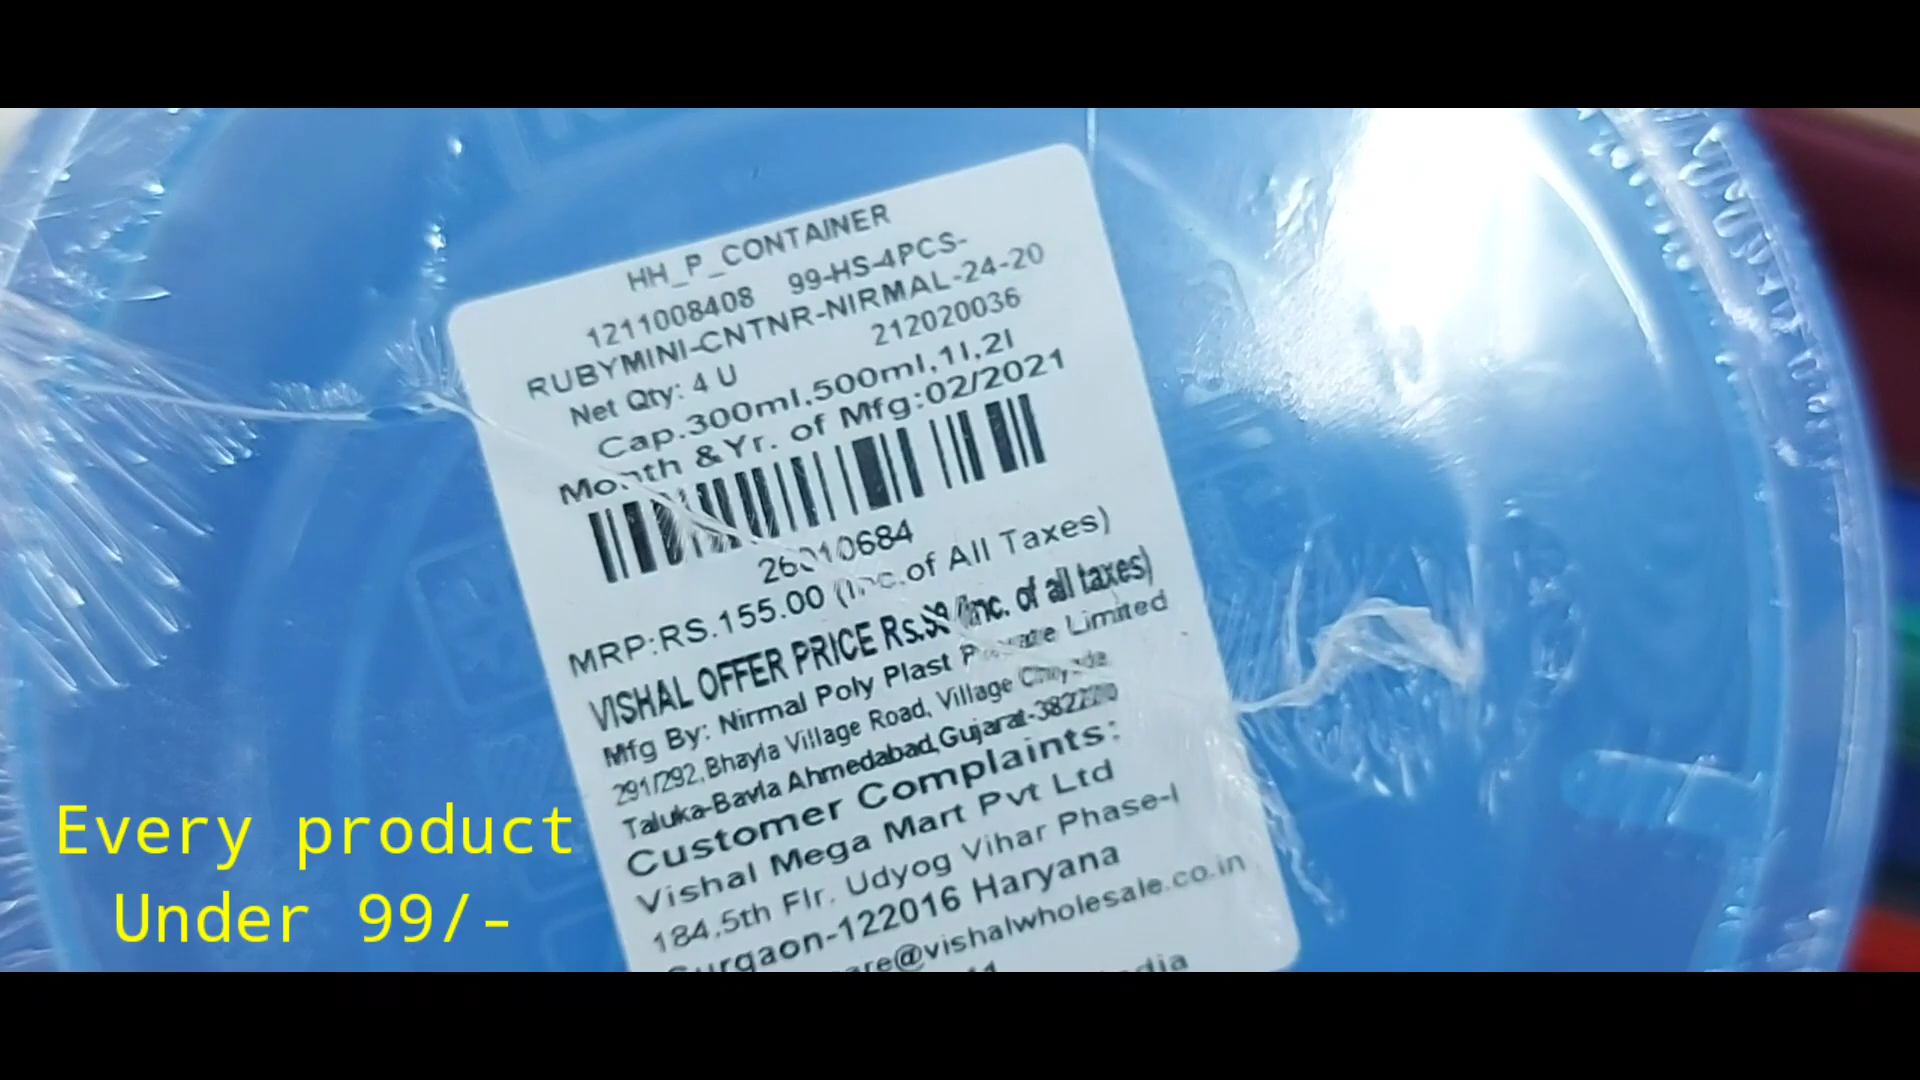 HH_P_CONTAINER
1211008408 99-HS-4PCS-
RUBYMINI-CNTNR-NIRMAL-24-20
Net Qty: 4 U 212020036
Cap.300ml,500ml,1l,2l
Month &Yr. of Mfg:02/2021
MRP:RS.155.00 (Inc.of All Taxes)
VISHAL OFFER PRICE Rs. (Inc. of all taxes)
Mfg By: Nirmal Poly Plast Private Limited
291/292, Bhayla Village Road, Village
Taluka-Bavla Ahmedabad,Gujarat-
Customer Complaints:
Vishal Mega Mart Pvt Ltd
184,5th Flr, Udyog Vihar Phase-I
Gurgaon-122016 Haryana
are@vishalwholesale.co.in
Every product
Under 99/-